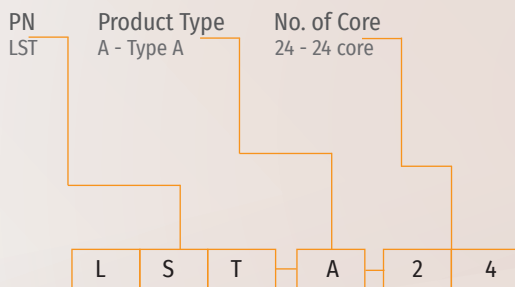 PN Product Type No. of Core
LST A - Type A 24 - 24 core
L S T A 2 4